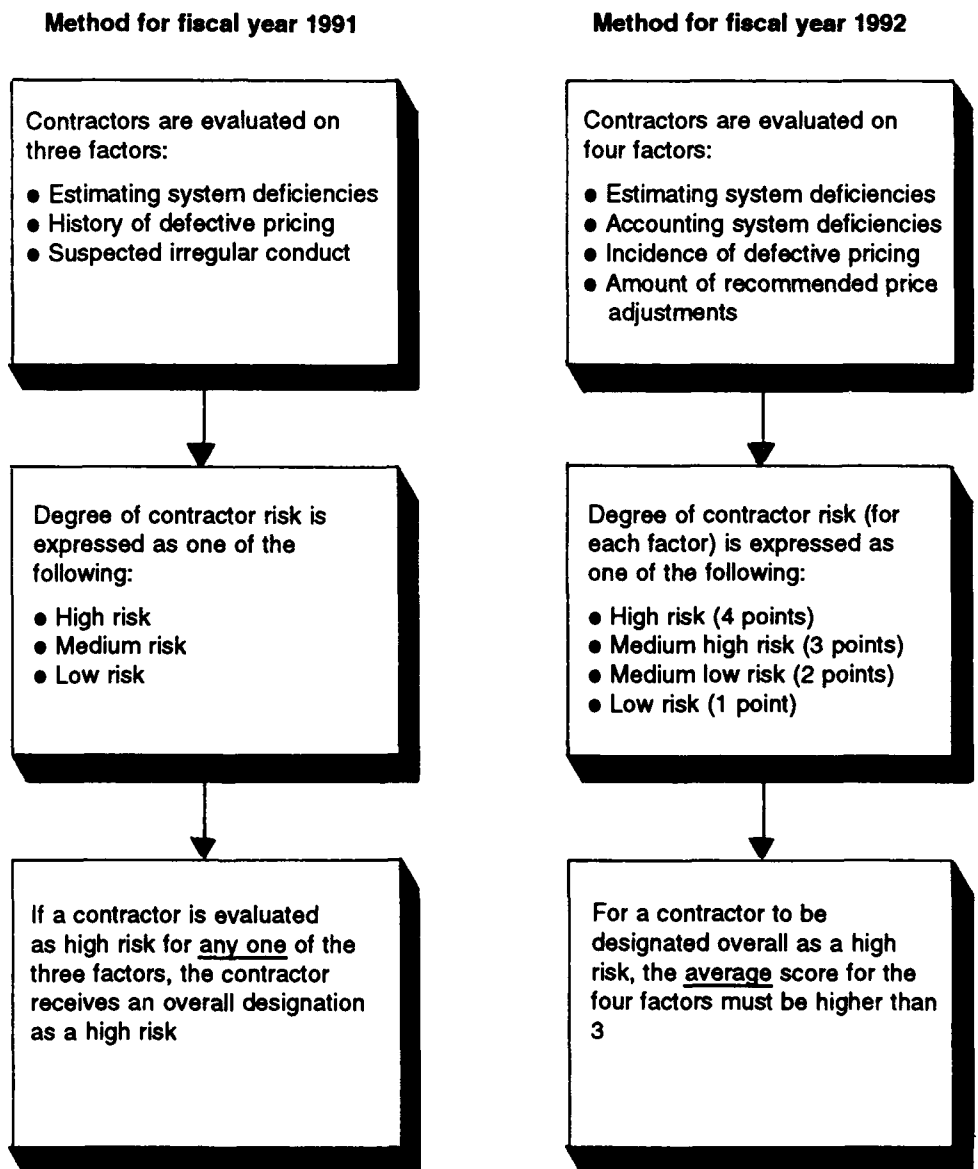 Method for fiscal year 1991
Contractors are evaluated on
three factors:
● Estimating system deficiencies
● History of defective pricing
● Suspected irregular conduct
Degree of contractor risk is
expressed as one of the
following:
● High risk
● Medium risk
● Low risk
If a contractor is evaluated
as high risk for any one of the
three factors, the contractor
receives an overall designation
as a high risk
Method for fiscal year 1992
Contractors are evaluated on
four factors:
● Estimating system deficiencies
● Accounting system deficiencies
● Incidence of defective pricing
● Amount of recommended price
adjustments
Degree of contractor risk (for
each factor) is expressed as
one of the following:
● High risk (4 points)
● Medium high risk (3 points)
● Medium low risk (2 points)
● Low risk (1 point)
For a contractor to be
designated overall as a high
risk, the average score for the
four factors must be higher than
3